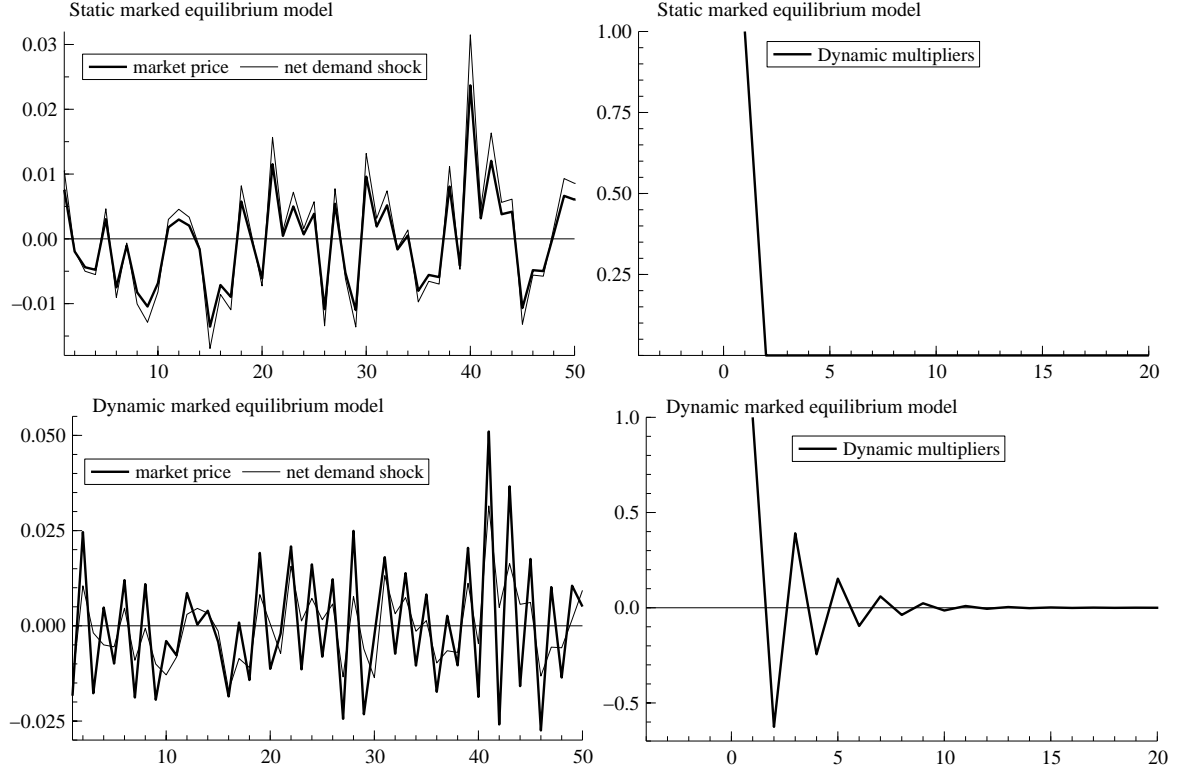 Static marked equilibrium model
0.03
market price net demand shock
0.02
0.01
0.00
−0.01
10 20 30 40 50
Static marked equilibrium model
1.00
Dynamic multipliers
0.75
0.50
0.25
0 5 10 15 20
Dynamic marked equilibrium model
0.050
market price net demand shock
0.025
0.000
−0.025
10 20 30 40 50
Dynamic marked equilibrium model
1.0
Dynamic multipliers
0.5
0.0
−0.5
0 5 10 15 20